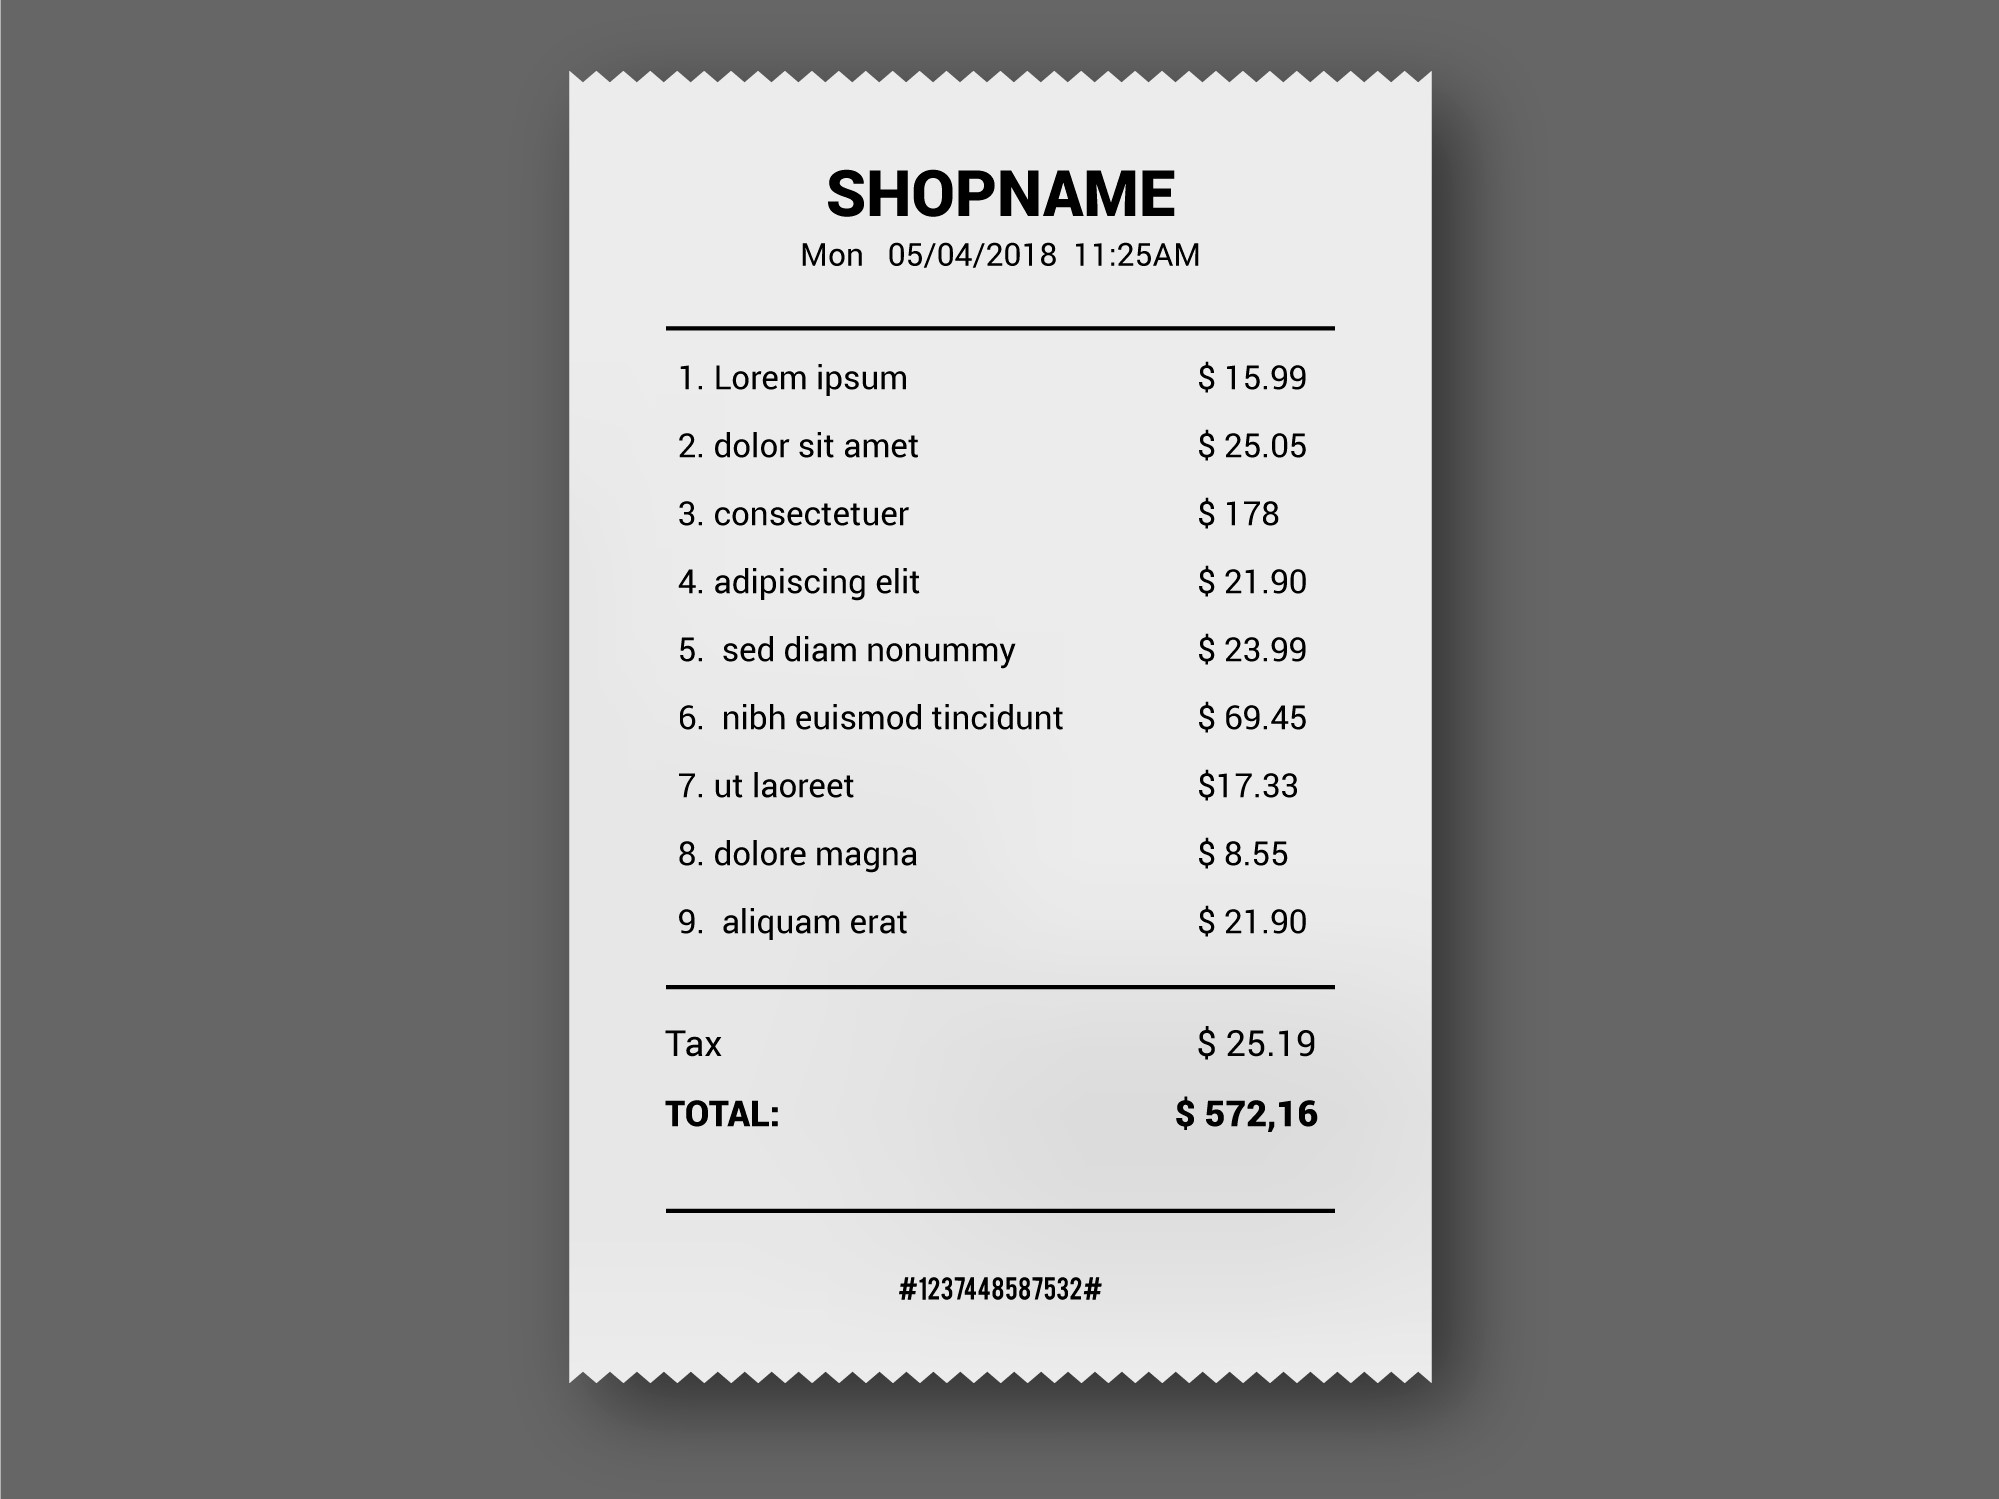 SHOPNAME
Mon 05/04/2018 11:25AM
1. Lorem ipsum $ 15.99
2. dolor sit amet $ 25.05
3. consectetuer $ 178
4. adipiscing elit $ 21.90
5. sed diam nonummy $ 23.99
6. nibh euismod tincidunt $ 69.45
7. ut laoreet $17.33
8. dolore magna $ 8.55
9. aliquam erat $ 21.90
Tax $ 25.19
TOTAL: $ 572,16
#1237448587532#